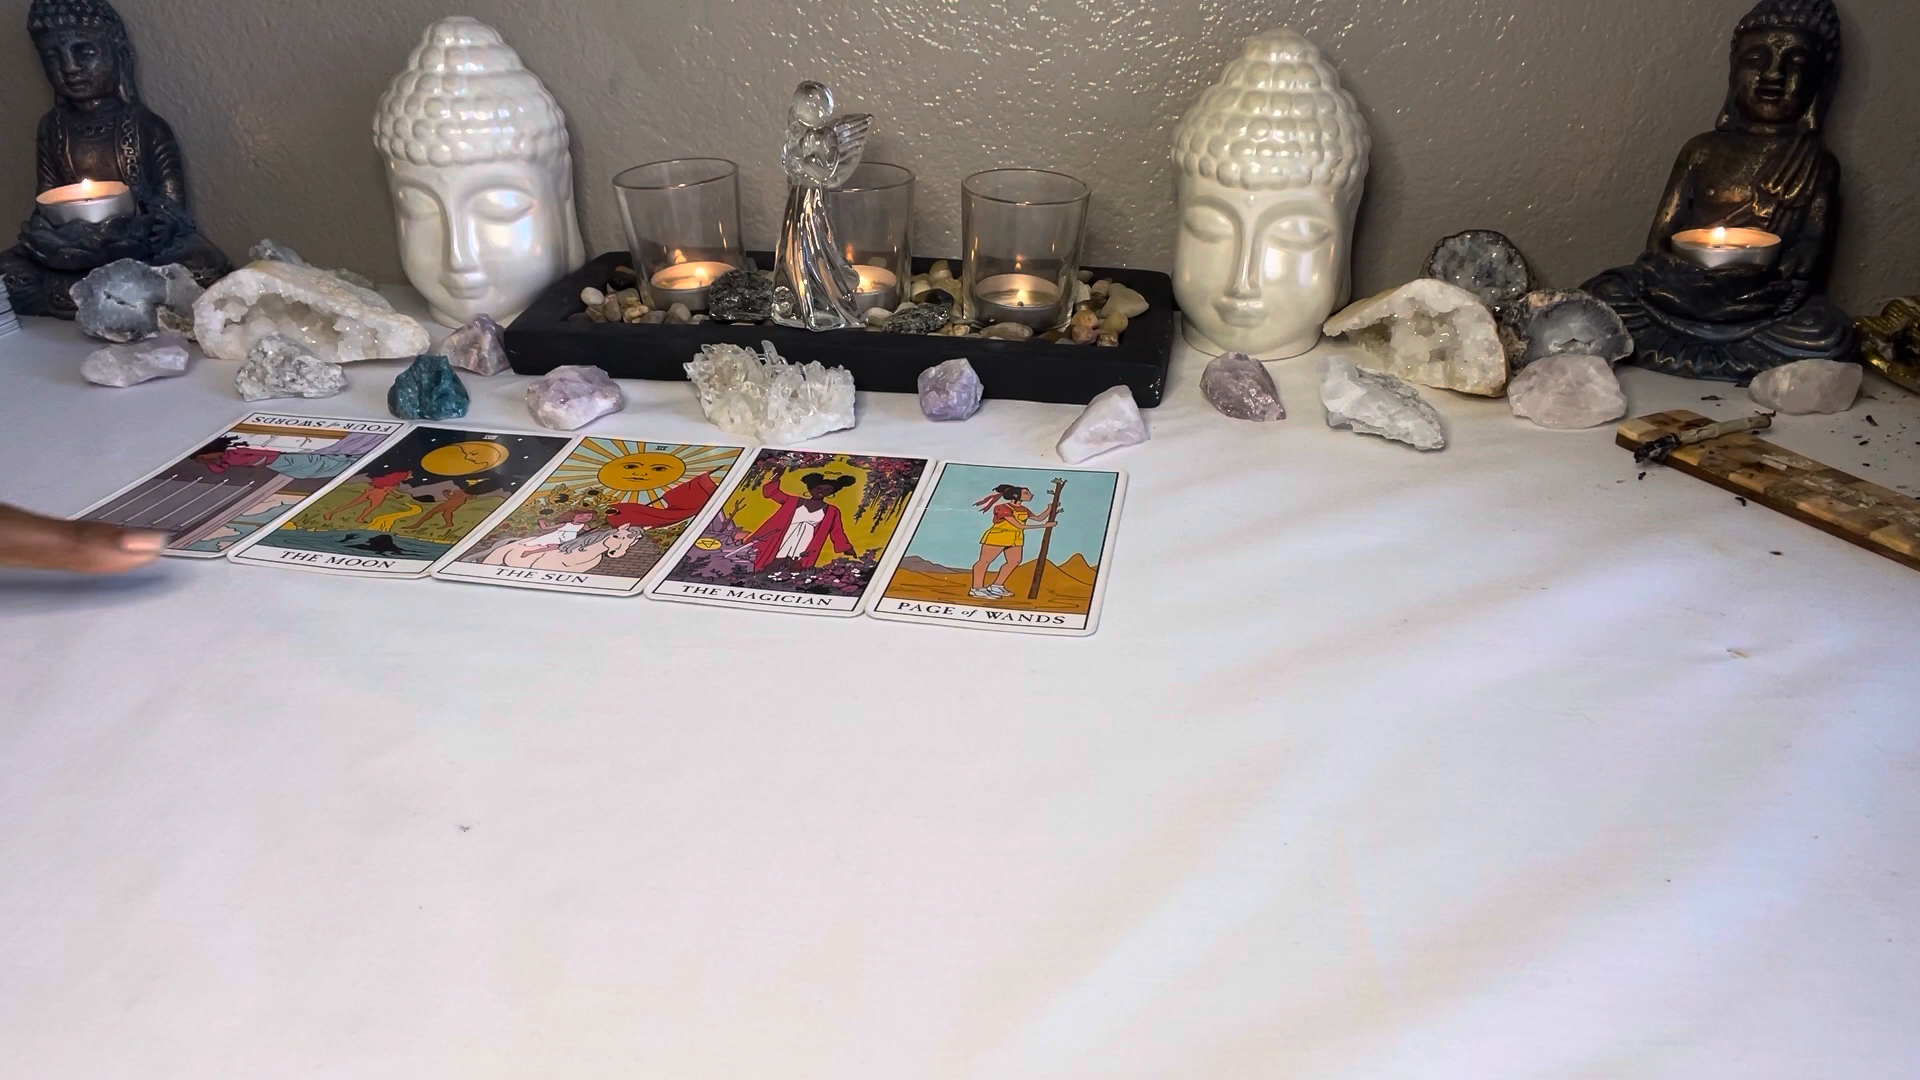 FOUR of SWORDS
THE MOON
THE SUN
THE MAGICIAN
PAGE of WANDS